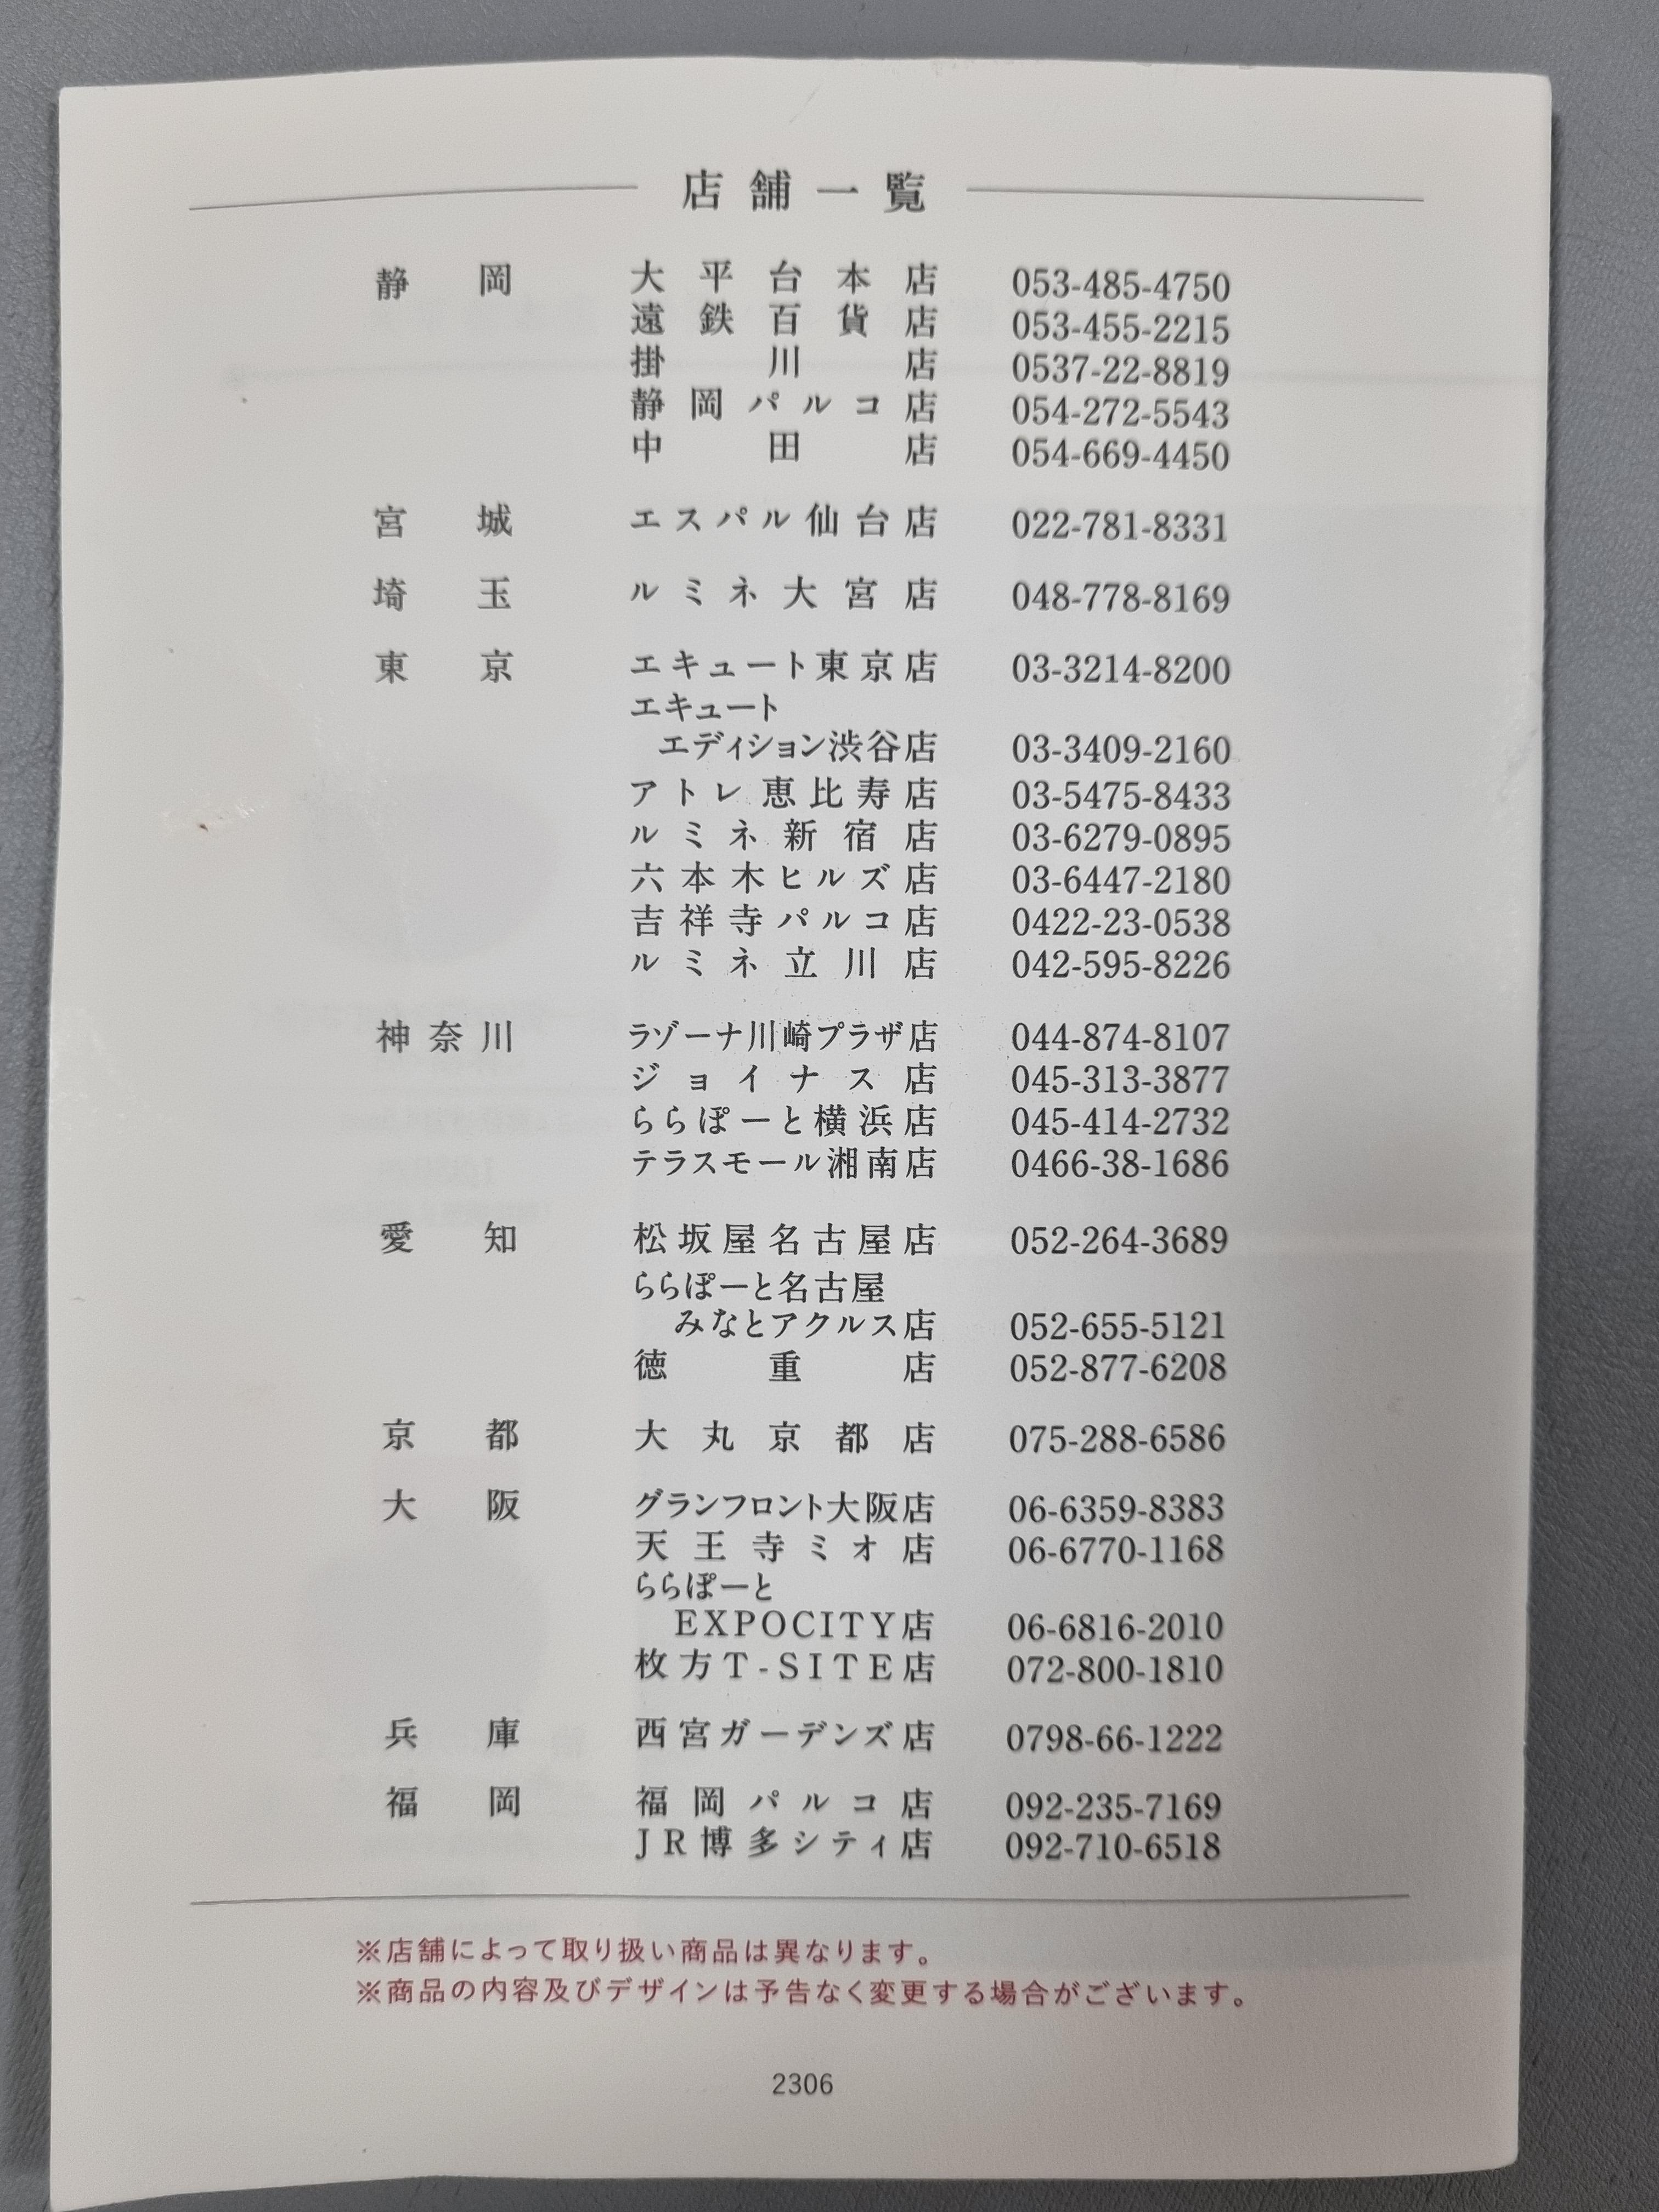 店舗一覧
静岡 大平台本店 053-485-4750
遠鉄百貨店 053-455-2215
掛川店 0537-22-8819
静岡パルコ店 054-272-5543
中田店 054-669-4450
宮城 エスパル仙台店 022-781-8331
埼玉 ルミネ大宮店 048-778-8169
東京 エキュート東京店 03-3214-8200
エキュート
エディション渋谷店 03-3409-2160
アトレ恵比寿店 03-5475-8433
ルミネ新宿店 03-6279-0895
六本木ヒルズ店 03-6447-2180
吉祥寺パルコ店 0422-23-0538
ルミネ立川店 042-595-8226
神奈川 ラゾーナ川崎プラザ店 044-874-8107
ジョイナス店 045-313-3877
ららぽーと横浜店 045-414-2732
テラスモール湘南店 0466-38-1686
愛知 松坂屋名古屋店 052-264-3689
ららぽーと名古屋
みなとアクルス店 052-655-5121
徳重店 052-877-6208
京都 大丸京都店 075-288-6586
大阪 グランフロント大阪店 06-6359-8383
天王寺ミオ店 06-6770-1168
ららぽーと
EXPOCITY店 06-6816-2010
枚方T-SITE店 072-800-1810
兵庫 西宮ガーデンズ店 0798-66-1222
福岡 福岡パルコ店 092-235-7169
JR博多シティ店 092-710-6518
※店舗によって取り扱い商品は異なります。
※商品の内容及びデザインは予告なく変更する場合がございます。
2306